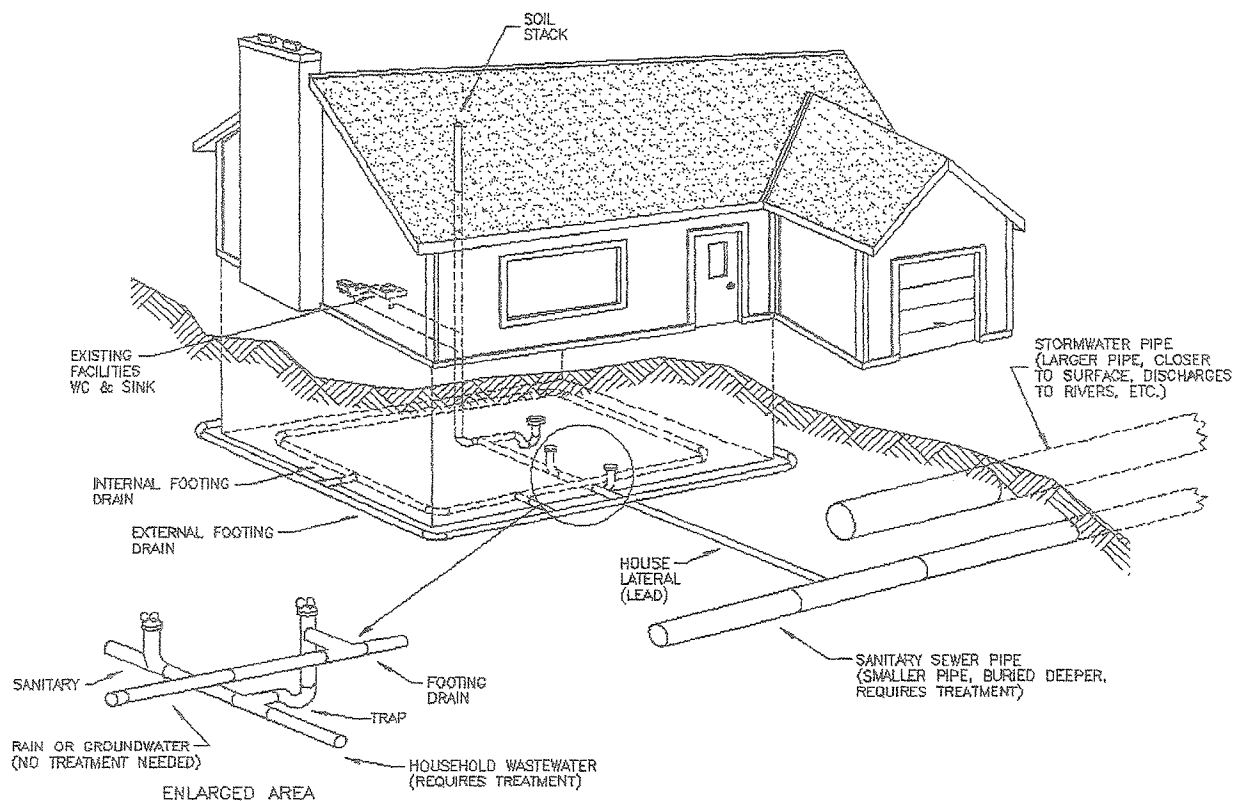 SOIL
STACK
EXISTING
FACILITIES
WC & SINK
STORMWATER PIPE
(LARGER PIPE, CLOSER
TO SURFACE, DISCHARGES
TO RIVERS, ETC.)
INTERNAL FOOTING
DRAIN
EXTERNAL FOOTING
DRAIN
HOUSE
LATERAL
(LEAD)
SANITARY SEWER PIPE
(SMALLER PIPE, BURIED DEEPER,
REQUIRES TREATMENT)
SANITARY
FOOTING
DRAIN
TRAP
RAIN OR GROUNDWATER
(NO TREATMENT NEEDED)
HOUSEHOLD WASTEWATER
(REQUIRES TREATMENT)
ENLARGED AREA